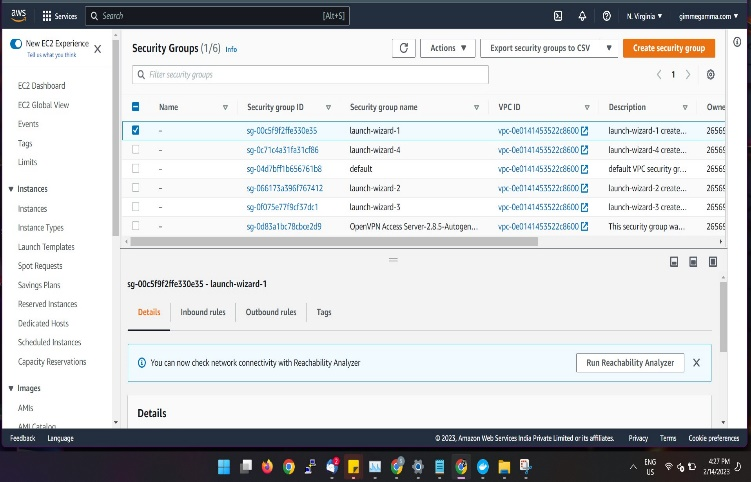 aws Services Search [Alt+S] N. Virginia gimmegamma.com
New EC2 Experience
Tell us what you think
EC2 Dashboard
EC2 Global View
Events
Tags
Limits
Instances
Instances
Instance Types
Launch Templates
Spot Requests
Savings Plans
Reserved Instances
Dedicated Hosts
Scheduled Instances
Capacity Reservations
Images
AMIs
AMI Catalog
Security Groups (1/6) Info Actions Export security groups to CSV Create security group
Filter security groups 1
Name Security group ID Security group name VPC ID Description Owne
- sg-00c5f9f2ffe330e35 launch-wizard-1 vpc-0e0141453522c8600 launch-wizard-1 create... 26569
- sg-0c71c4a31fa31cf86 launch-wizard-4 vpc-0e0141453522c8600 launch-wizard-4 create... 26569
- sg-04d7bff1b656761b8 default vpc-0e0141453522c8600 default VPC security gr... 26569
- sg-066173a396f767412 launch-wizard-2 vpc-0e0141453522c8600 launch-wizard-2 create... 26569
- sg-0f075e77f9cf37dc1 launch-wizard-3 vpc-0e0141453522c8600 launch-wizard-3 create... 26569
- sg-0d83a1bc78cbce2d9 OpenVPN Access Server-2.8.5-Autogen... vpc-0e0141453522c8600 This security group wa... 26569
sg-00c5f9f2ffe330e35 - launch-wizard-1
Details Inbound rules Outbound rules Tags
You can now check network connectivity with Reachability Analyzer Run Reachability Analyzer
Details
Feedback Language © 2023, Amazon Web Services India Private Limited or its affiliates. Privacy Terms Cookie preferences
ENG
US
4:27 PM
2/14/2023